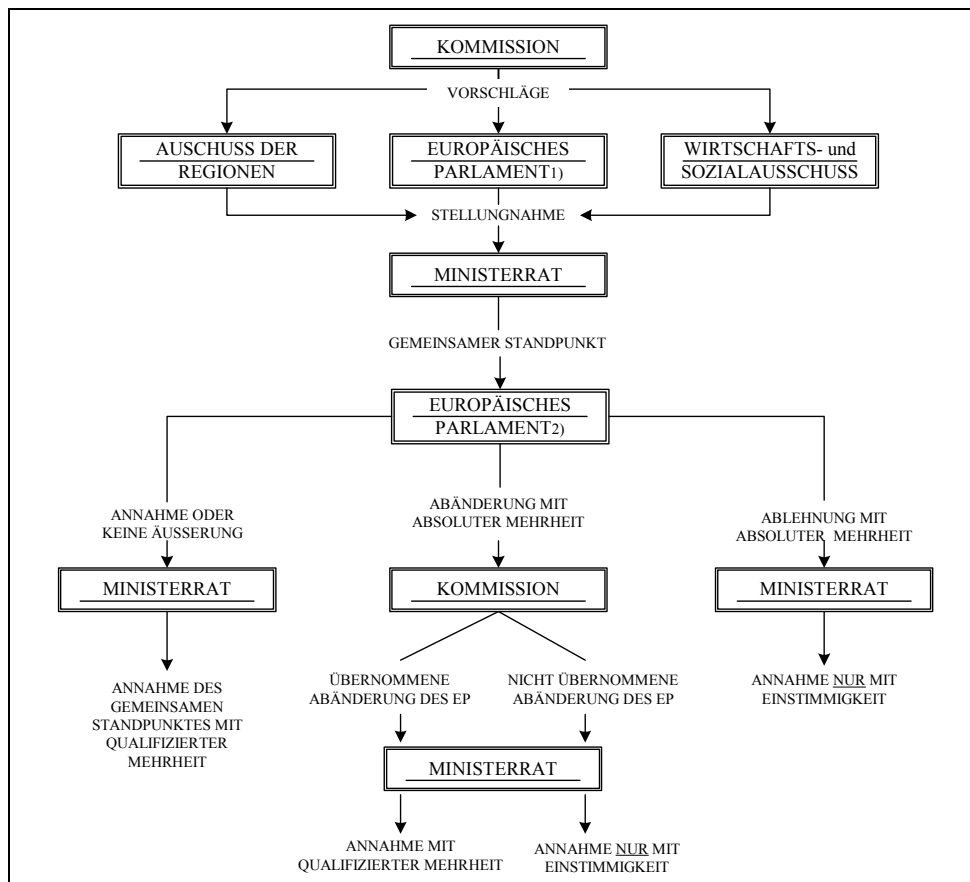 KOMMISSION
VORSCHLÄGE
AUSCHUSS DER
REGIONEN
EUROPÄISCHES
PARLAMENT1)
WIRTSCHAFTS- und
SOZIALAUSSCHUSS
STELLUNGNAHME
MINISTERRAT
GEMEINSAMER STANDPUNKT
EUROPÄISCHES
PARLAMENT2)
ANNAHME ODER
KEINE ÄUSSERUNG
ABÄNDERUNG MIT
ABSOLUTER MEHRHEIT
ABLEHNUNG MIT
ABSOLUTER MEHRHEIT
MINISTERRAT
KOMMISSION
MINISTERRAT
ANNAHME DES
GEMEINSAMEN
STANDPUNKTES MIT
QUALIFIZIERTER
MEHRHEIT
ÜBERNOMMENE
ABÄNDERUNG DES EP
NICHT ÜBERNOMMENE
ABÄNDERUNG DES EP
ANNAHME NUR MIT
EINSTIMMIGKEIT
MINISTERRAT
ANNAHME MIT
QUALIFIZIERTER MEHRHEIT
ANNAHME NUR MIT
EINSTIMMIGKEIT